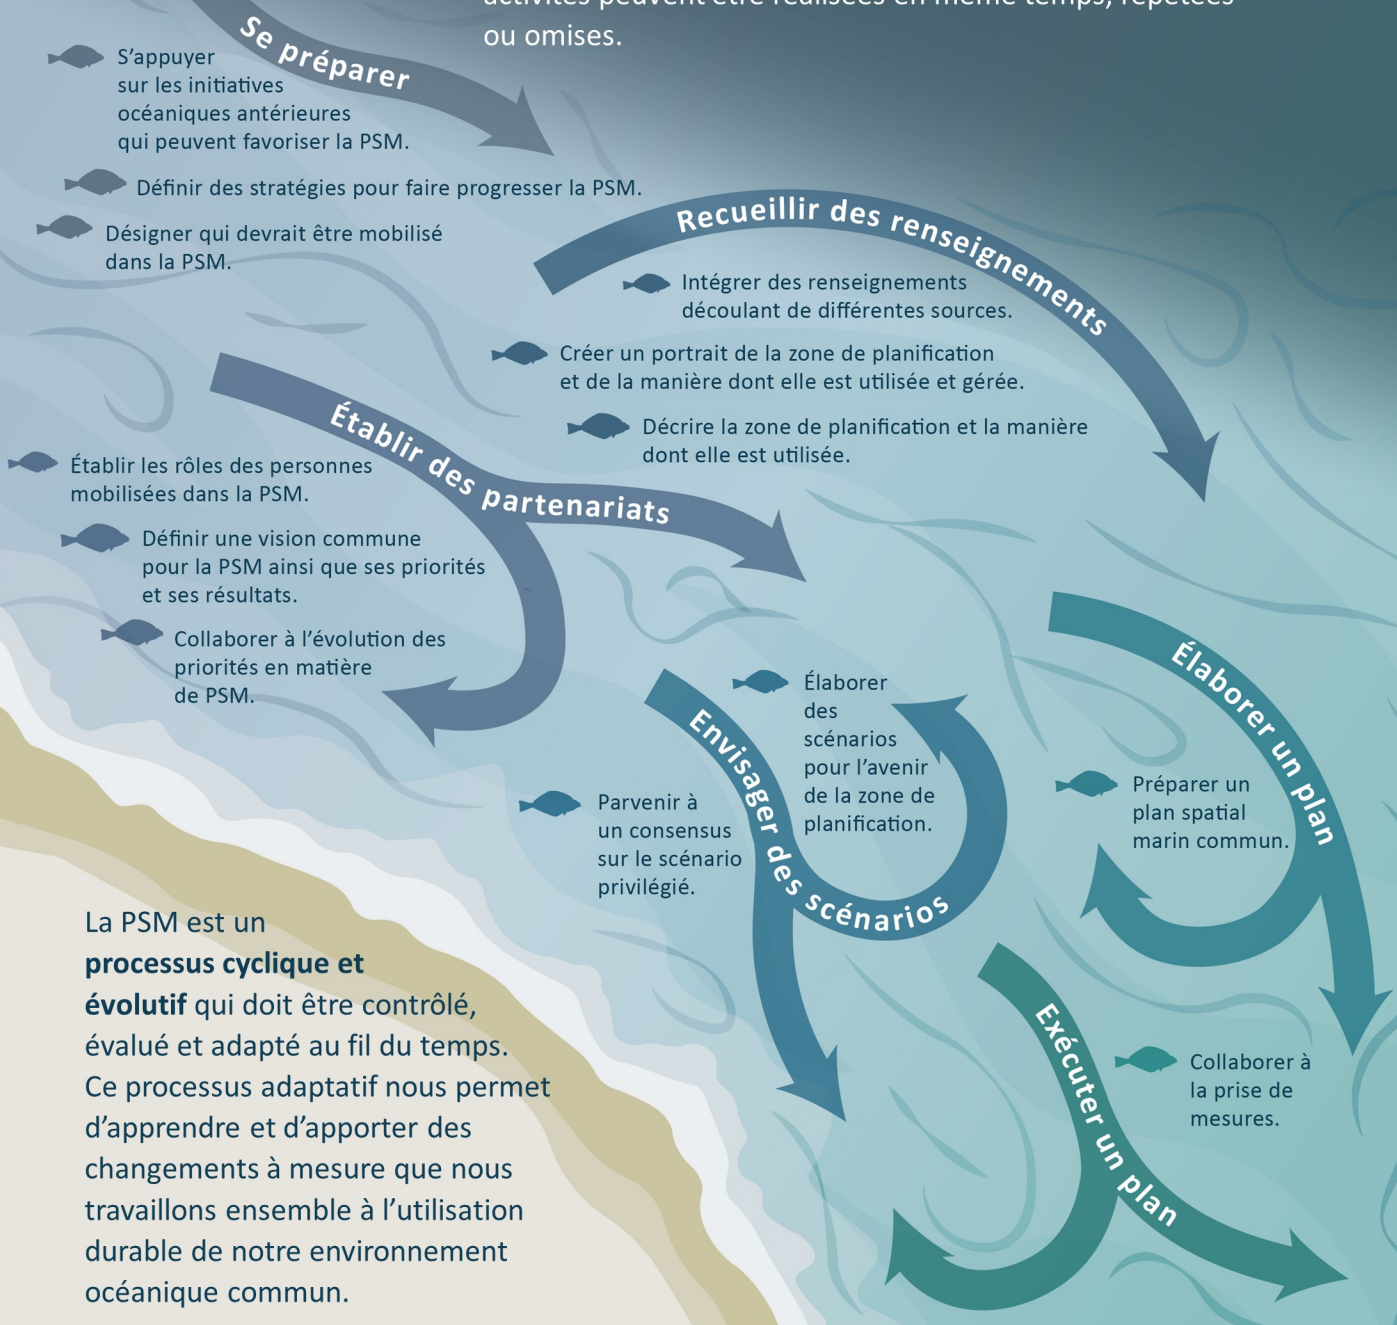 activités peuvent être réalisées en même temps, répétées
ou omises.
Se préparer
S'appuyer
sur les initiatives
océaniques antérieures
qui peuvent favoriser la PSM.
Définir des stratégies pour faire progresser la PSM.
Désigner qui devrait être mobilisé
dans la PSM.
Recueillir des renseignements
Intégrer des renseignements
découlant de différentes sources.
Créer un portrait de la zone de planification
et de la manière dont elle est utilisée et gérée.
Décrire la zone de planification et la manière
dont elle est utilisée.
Établir des partenariats
Établir les rôles des personnes
mobilisées dans la PSM.
Définir une vision commune
pour la PSM ainsi que ses priorités
et ses résultats.
Collaborer à l'évolution des
priorités en matière
de PSM.
Envisager des scénarios
Élaborer
des
scénarios
pour l'avenir
de la zone de
planification.
Parvenir à
un consensus
sur le scénario
privilégié.
Élaborer un plan
Préparer un
plan spatial
marin commun.
Exécuter un plan
Collaborer à
la prise de
mesures.
La PSM est un
processus cyclique et
évolutif qui doit être contrôlé,
évalué et adapté au fil du temps.
Ce processus adaptatif nous permet
d'apprendre et d'apporter des
changements à mesure que nous
travaillons ensemble à l'utilisation
durable de notre environnement
océanique commun.